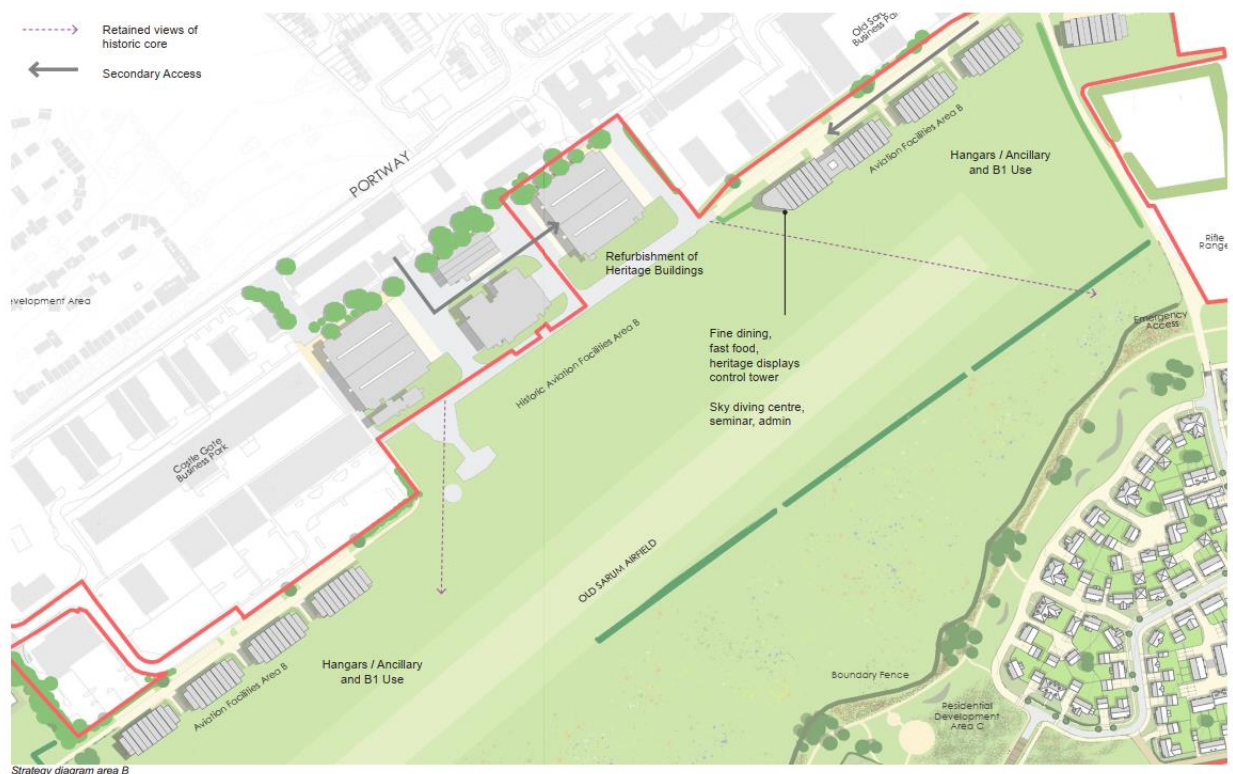 Retained views of
historic core
Secondary Access
Old Saru
Business Pa
PORTWAY
Aviation Facilities Area B
Hangars / Ancillary
and B1 Use
Rifle
Range
Refurbishment of
Heritage Buildings
evelopment Area
Emergency
Access
Historic Aviation Facilities Area B
Fine dining,
fast food,
heritage displays
control tower
Sky diving centre,
seminar, admin
Castle Gate
Business Park
OLD SARUM AIRFIELD
Hangars / Ancillary
and B1 Use
Aviation Facilities Area B
Boundary Fence
Residential
Development
Area C
Strategy diagram area B